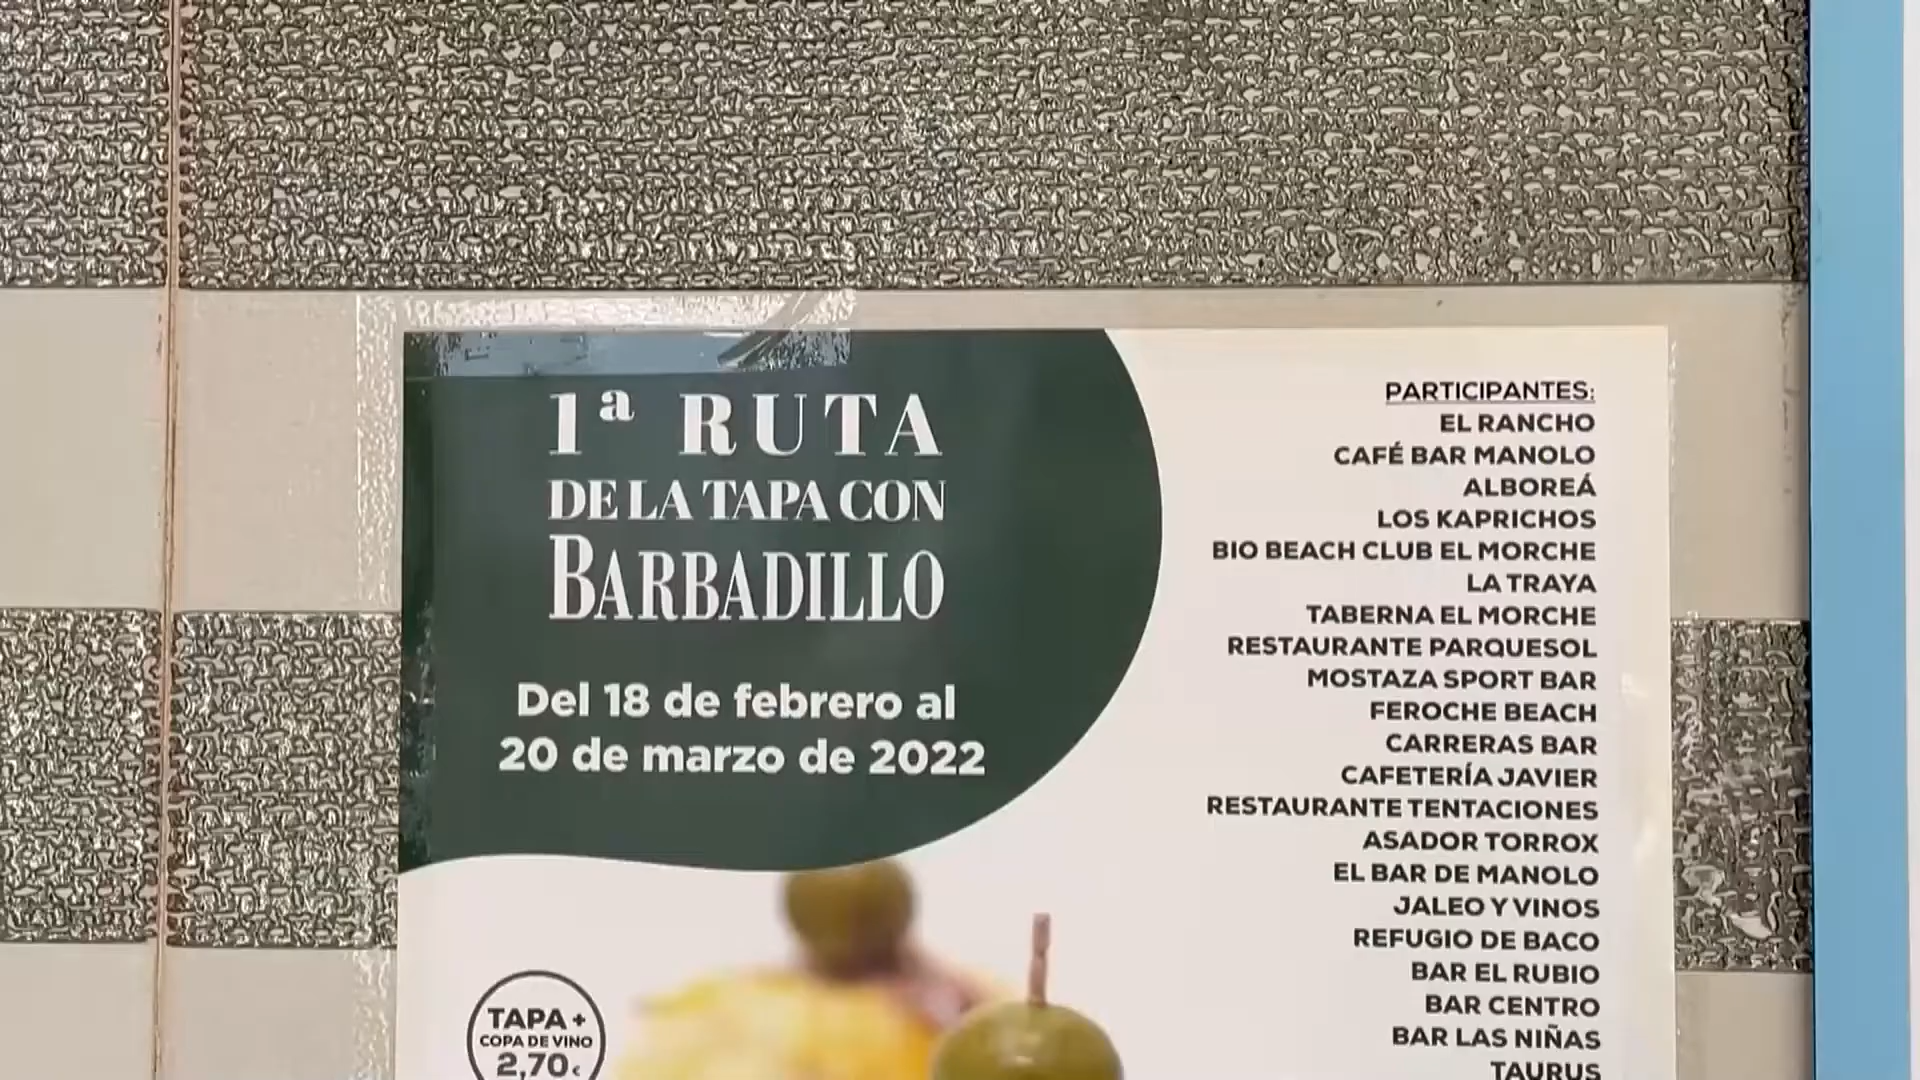 1ª RUTA
DE LA TAPA CON
BARBADILLO
Del 18 de febrero al
20 de marzo de 2022
TAPA +
COPA DE VINO
2,70€
PARTICIPANTES:
EL RANCHO
CAFÉ BAR MANOLO
ALBOREÁ
LOS KAPRICHOS
BIO BEACH CLUB EL MORCHE
LA TRAYA
TABERNA EL MORCHE
RESTAURANTE PARQUESOL
MOSTAZA SPORT BAR
FEROCHE BEACH
CARRERAS BAR
CAFETERÍA JAVIER
RESTAURANTE TENTACIONES
ASADOR TORROX
EL BAR DE MANOLO
JALEO Y VINOS
REFUGIO DE BACO
BAR EL RUBIO
BAR CENTRO
BAR LAS NIÑAS
TAURUS